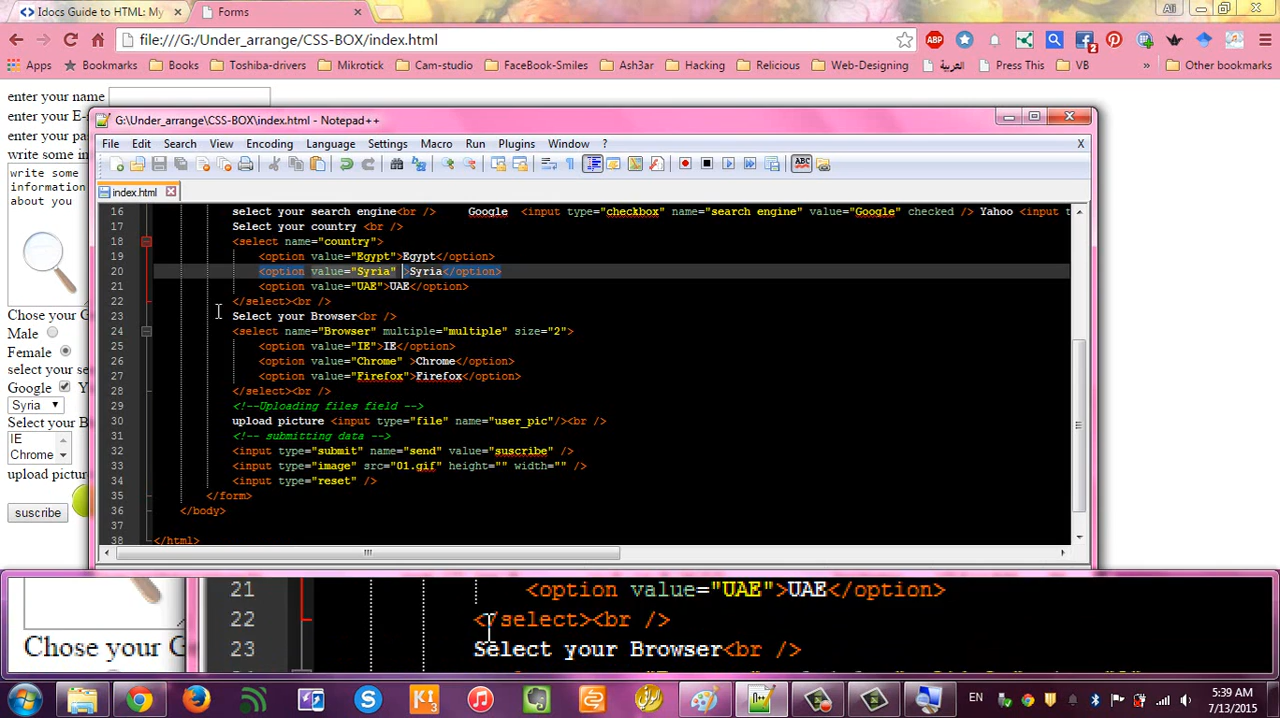 Idocs Guide to HTML: My
Forms
Ali
file:///G:/Under_arrange/CSS-BOX/index.html
Apps Bookmarks Books Toshiba-drivers Mikrotick Cam-studio FaceBook-Smiles Ash3ar Hacking Relicious Web-Designing العربية Press This VB » Other bookmarks
enter your name
enter your E-
enter your pa
write some in
write some
information
about you
Chose your G
Male
Female
select your se
Google Y
Syria
Select your B
IE
Chrome
upload pictur
suscribe
G:\Under_arrange\CSS-BOX\index.html - Notepad++
File Edit Search View Encoding Language Settings Macro Run Plugins Window ? X
index.html
16 select your search engine<br /> Google <input type="checkbox" name="search engine" value="Google" checked /> Yahoo <input t
17 Select your country <br />
18 <select name="country">
19 <option value="Egypt">Egypt</option>
20 <option value="Syria" >Syria</option>
21 <option value="UAE">UAE</option>
22 </select><br />
23 Select your Browser<br />
24 <select name="Browser" multiple="multiple" size="2">
25 <option value="IE">IE</option>
26 <option value="Chrome" >Chrome</option>
27 <option value="Firefox">Firefox</option>
28 </select><br />
29 <!--Uploading files field -->
30 upload picture <input type="file" name="user_pic"/><br />
31 <!-- submitting data -->
32 <input type="submit" name="send" value="suscribe" />
33 <input type="image" src="01.gif" height="" width="" />
34 <input type="reset" />
35 </form>
36 </body>
37
38 </html>
Chose your G
21 <option value="UAE">UAE</option>
22 </select><br />
23 Select your Browser<br />
EN
5:39 AM
7/13/2015